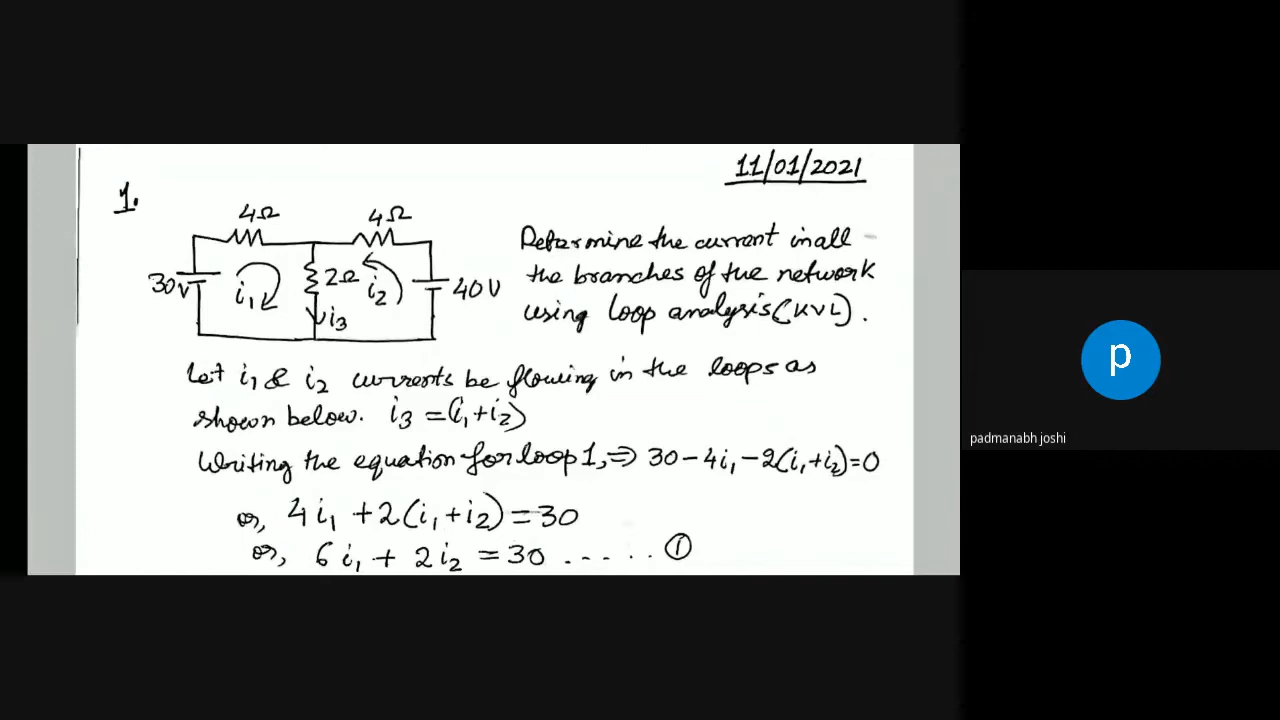 11/01/2021
1.
4Ω 4Ω
30V i₁ 2Ω i₂ 40V
i₃
Determine the current in all
the branches of the network
using loop analysis (KVL).
Let i₁ & i₂ currents be flowing in the loops as
shown below. i₃ = (i₁+i₂)
Writing the equation for loop 1, ⇒ 30 − 4i₁ − 2(i₁+i₂) = 0
or, 4i₁ + 2(i₁+i₂) = 30
or, 6i₁ + 2i₂ = 30 ..... ①
p
padmanabh joshi